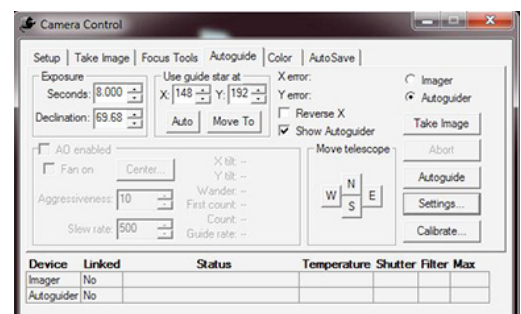 Camera Control
Setup Take Image Focus Tools Autoguide Color AutoSave
Exposure
Seconds: 8.000
Declination: 69.68
Use guide star at
X: 148 Y: 192
Auto Move To
X error:
Y error:
Reverse X
Show Autoguider
Imager
Autoguider
Take Image
Abort
Autoguide
Settings...
Calibrate...
AO enabled
Fan on Center...
Aggressiveness: 10
Slew rate: 500
X tilt: --
Y tilt: --
Wander: --
First count: --
Count: --
Guide rate: --
Move telescope
N
W E
S
Device Linked Status Temperature Shutter Filter Max
Imager No
Autoguider No